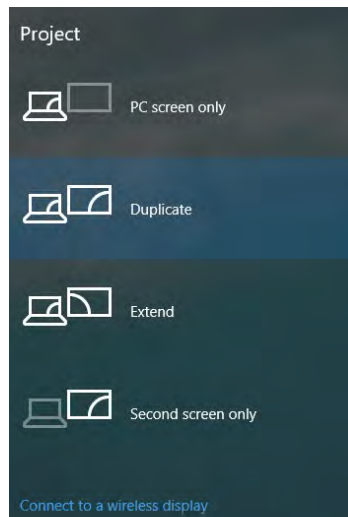 Project
PC screen only
Duplicate
Extend
Second screen only
Connect to a wireless display